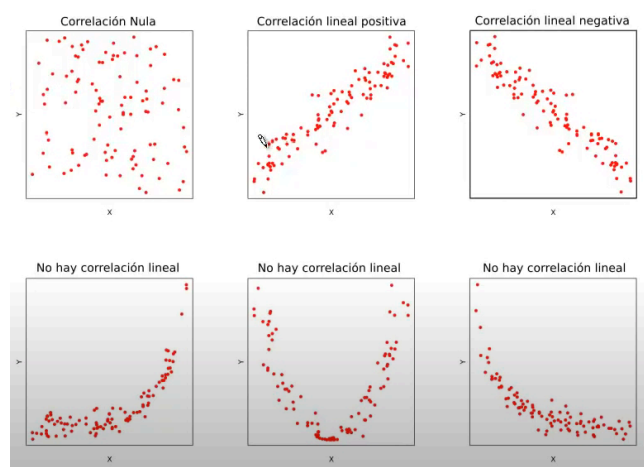 Correlación Nula
Correlación lineal positiva
Correlación lineal negativa
Y
Y
Y
X
X
X
No hay correlación lineal
No hay correlación lineal
No hay correlación lineal
Y
Y
Y
X
X
X